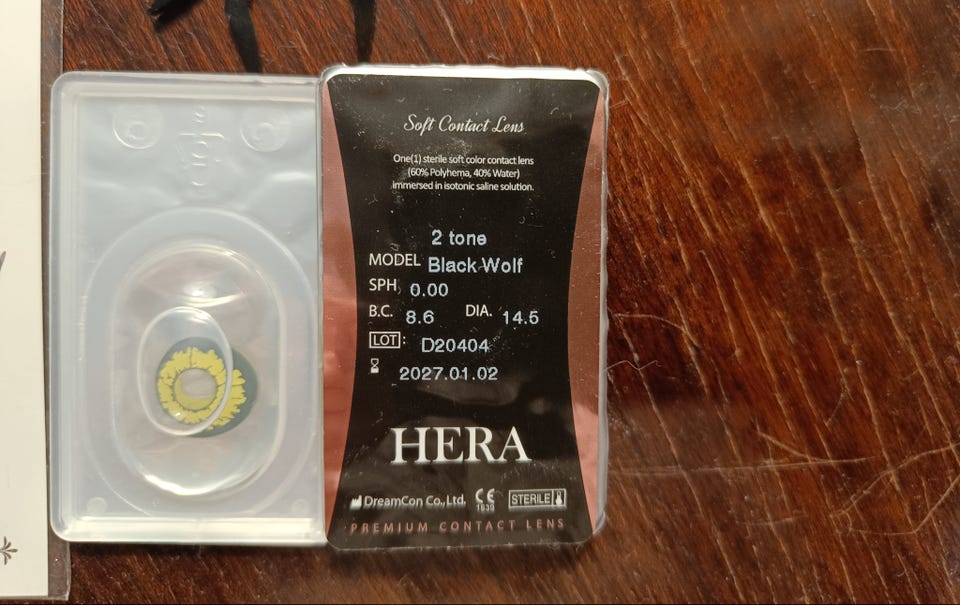 Soft Contact Lens
One(1) sterile soft color contact lens
(60% Polyhema, 40% Water)
immersed in isotonic saline solution.
2 tone
MODEL Black Wolf
SPH 0.00
B.C. 8.6 DIA. 14.5
LOT : D20404
2027.01.02
HERA
DreamCon Co.,Ltd. CE STERILE
PREMIUM CONTACT LENS